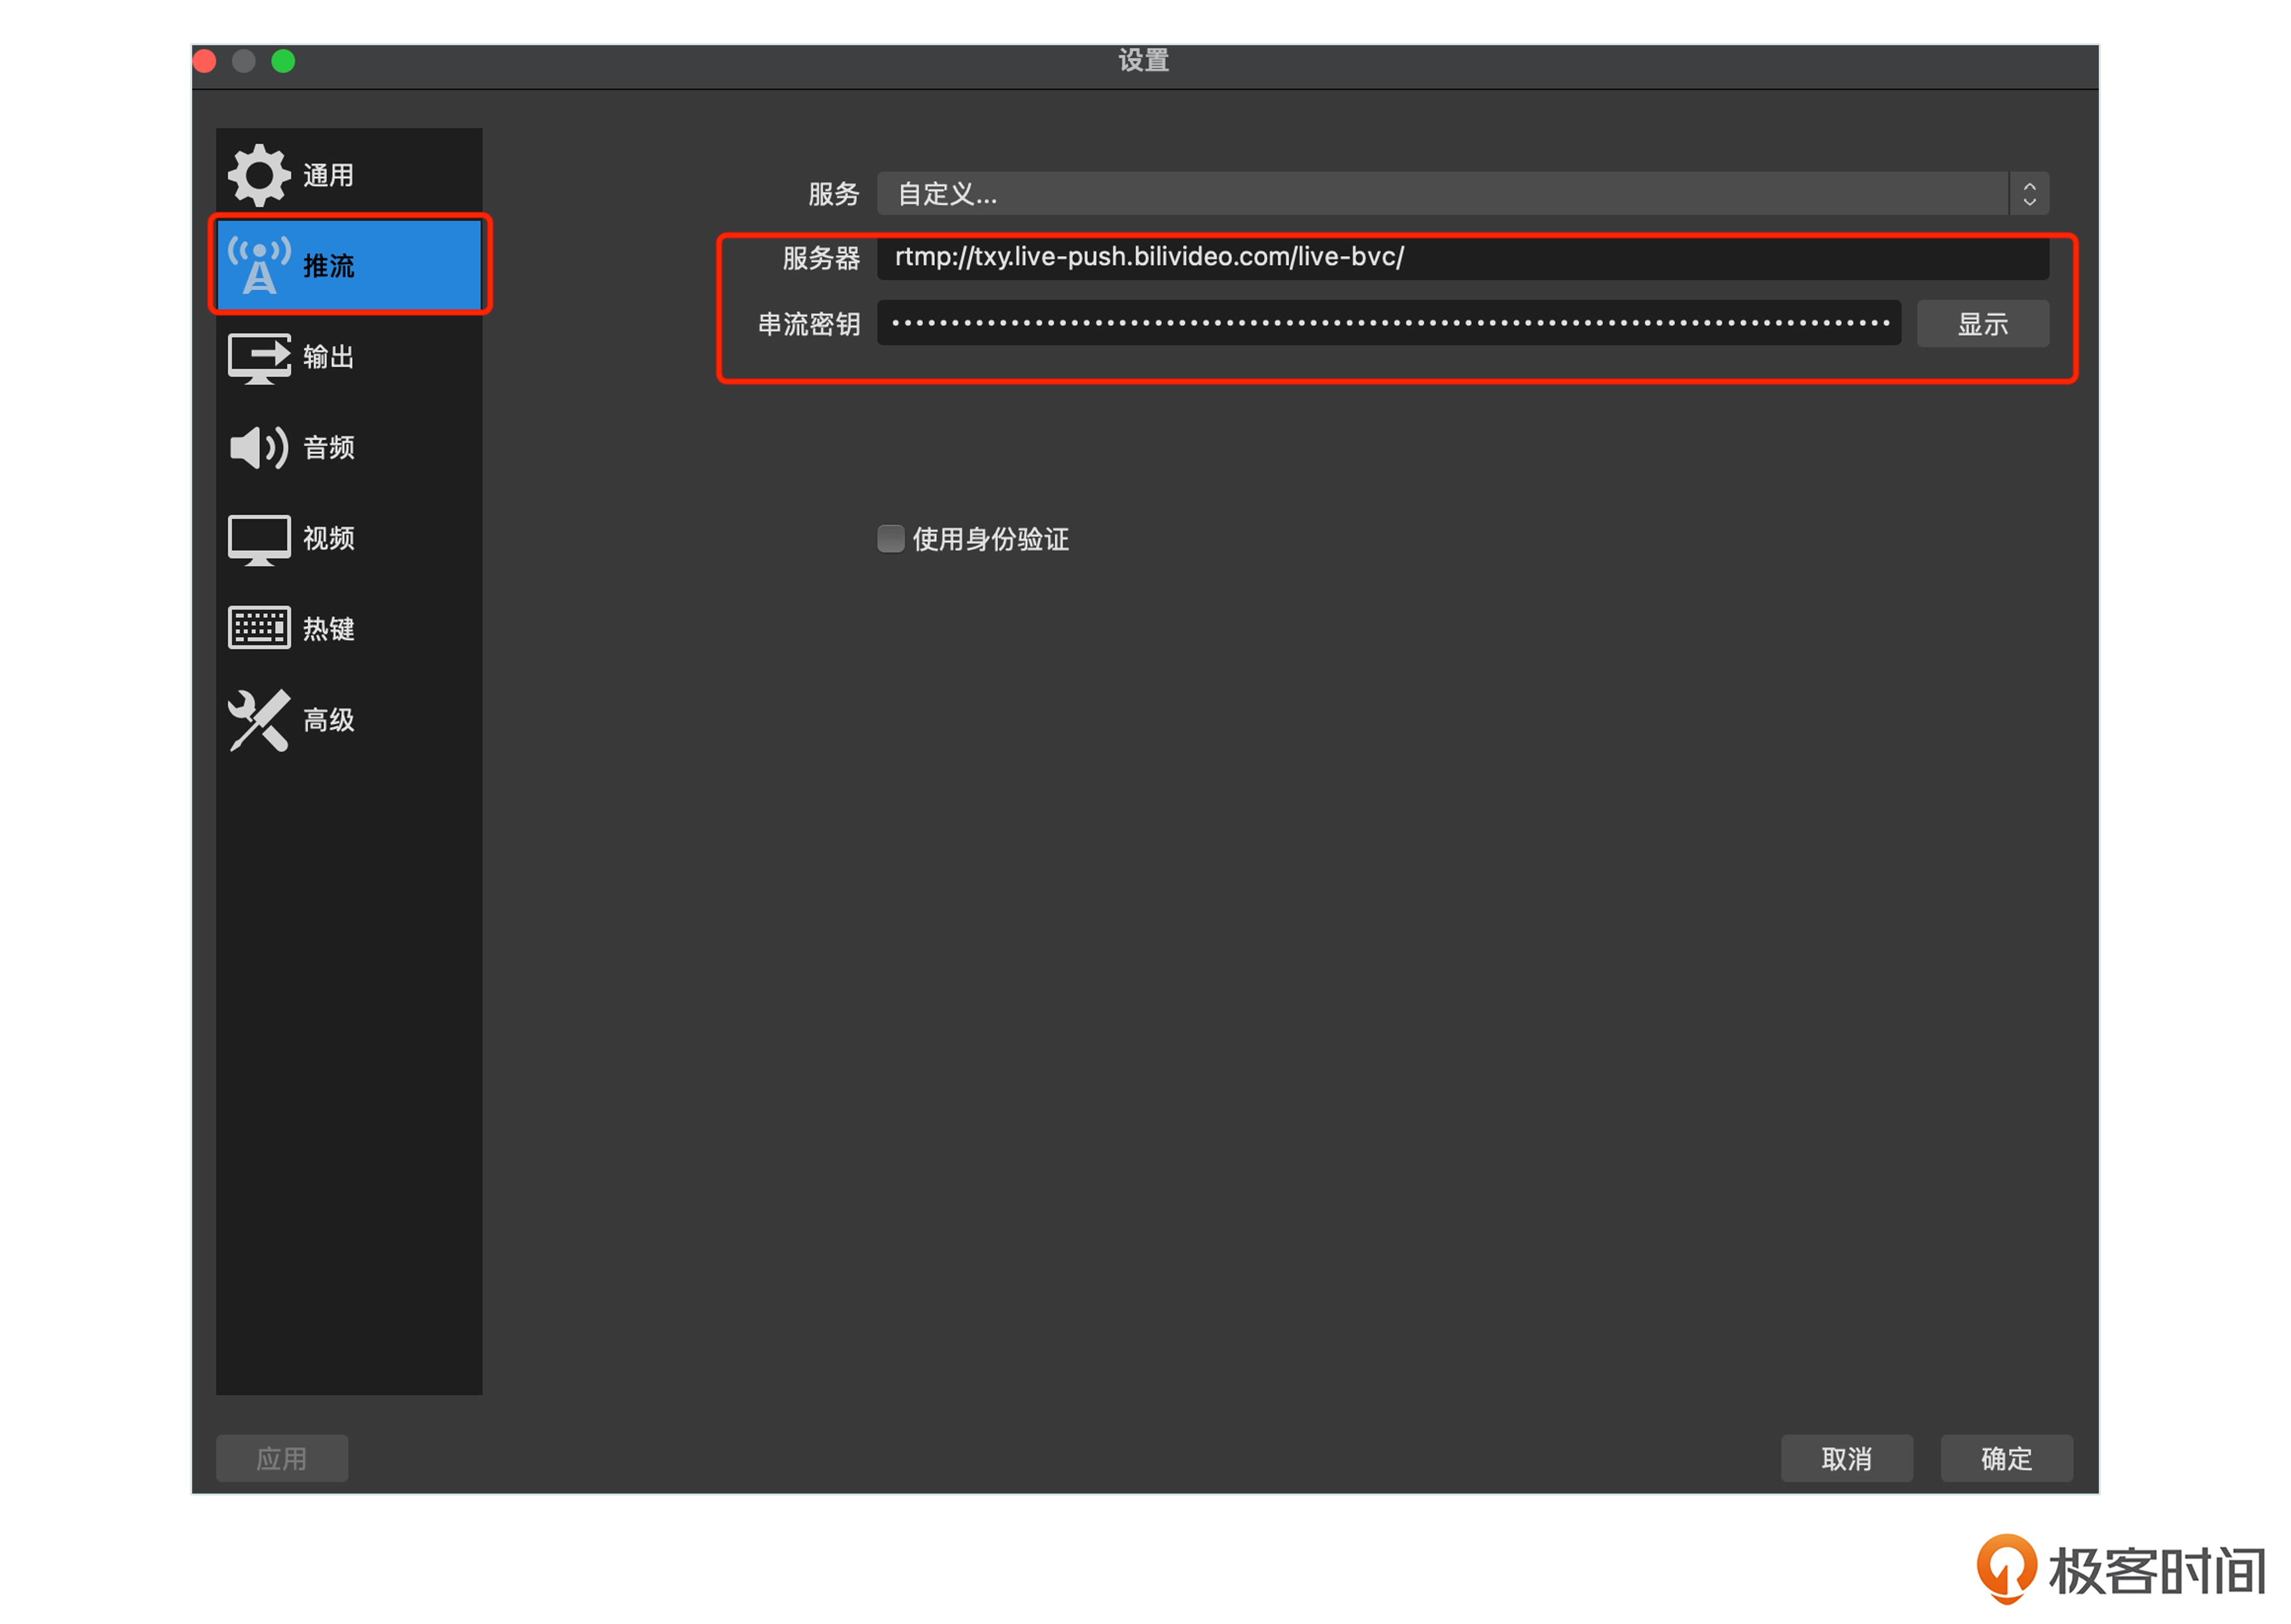 设置
通用
推流
输出
音频
视频
热键
高级
服务 自定义...
服务器 rtmp://txy.live-push.bilivideo.com/live-bvc/
串流密钥 显示
使用身份验证
应用 取消 确定
极客时间